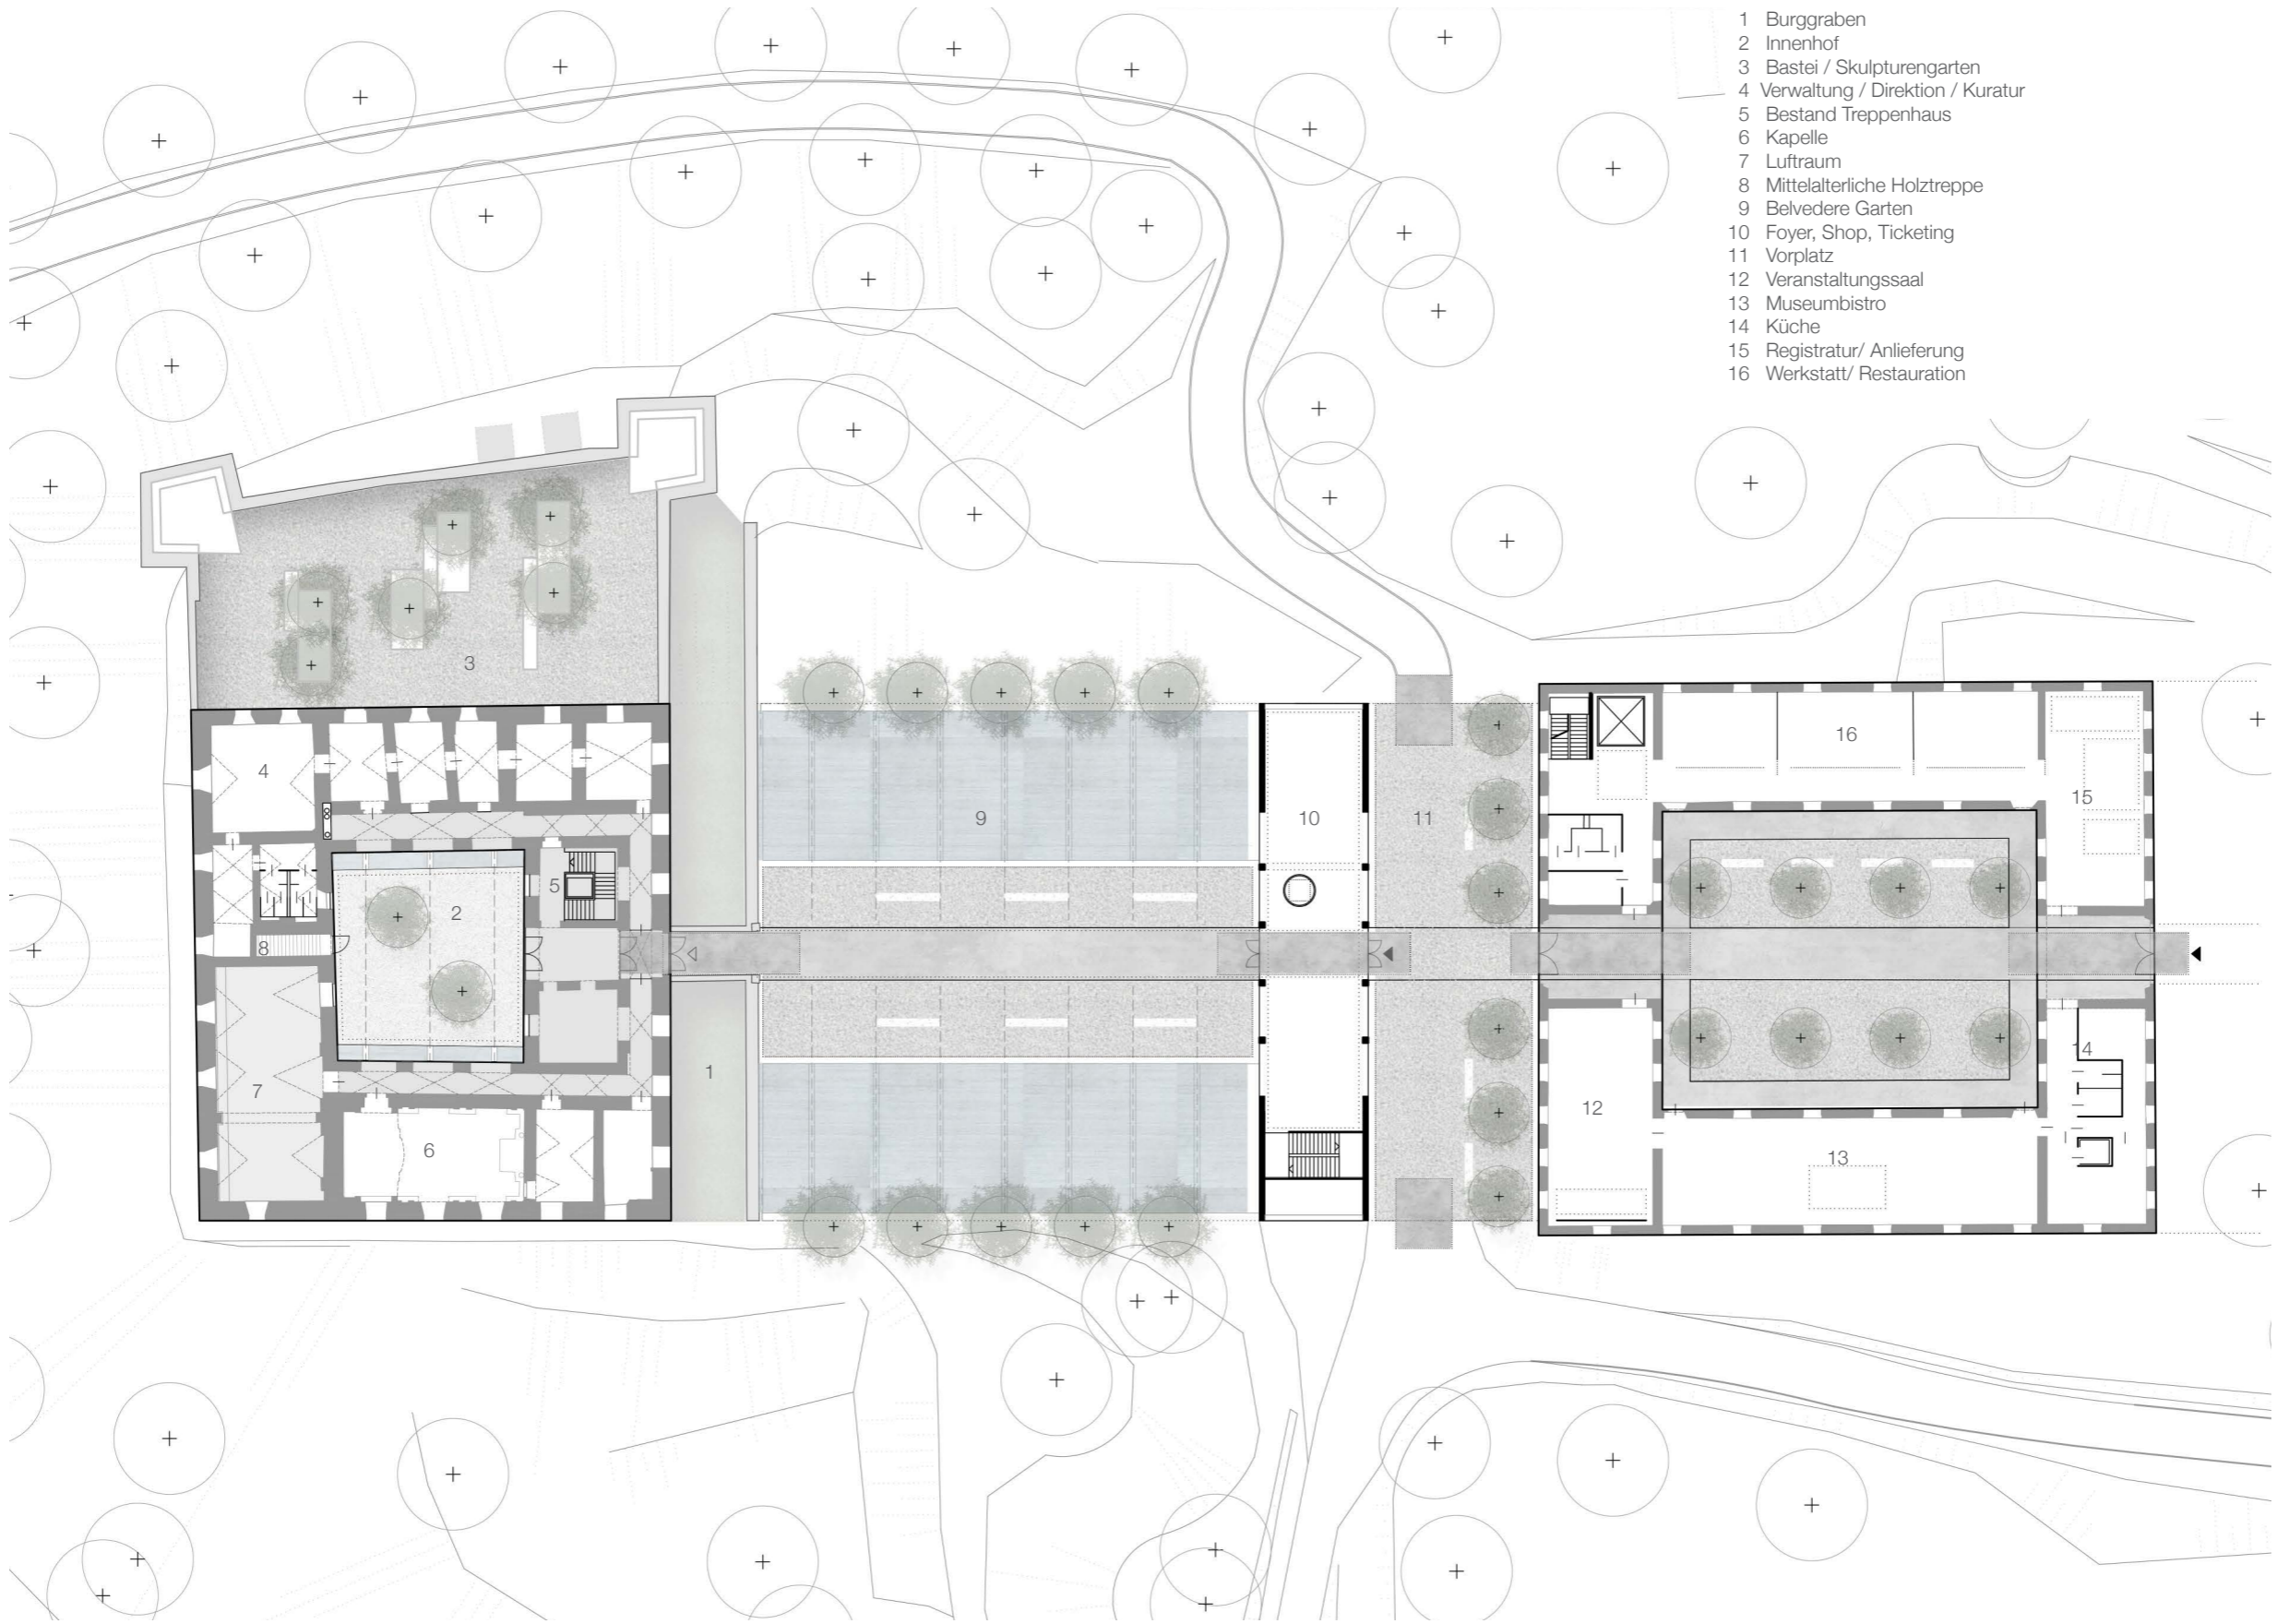 1 Burggraben
2 Innenhof
3 Bastei / Skulpturengarten
4 Verwaltung / Direktion / Kuratur
5 Bestand Treppenhaus
6 Kapelle
7 Luftraum
8 Mittelalterliche Holztreppe
9 Belvedere Garten
10 Foyer, Shop, Ticketing
11 Vorplatz
12 Veranstaltungssaal
13 Museumbistro
14 Küche
15 Registratur/ Anlieferung
16 Werkstatt/ Restauration
3
4
16
15
9
10
11
5
2
8
14
1
7
12
6
13